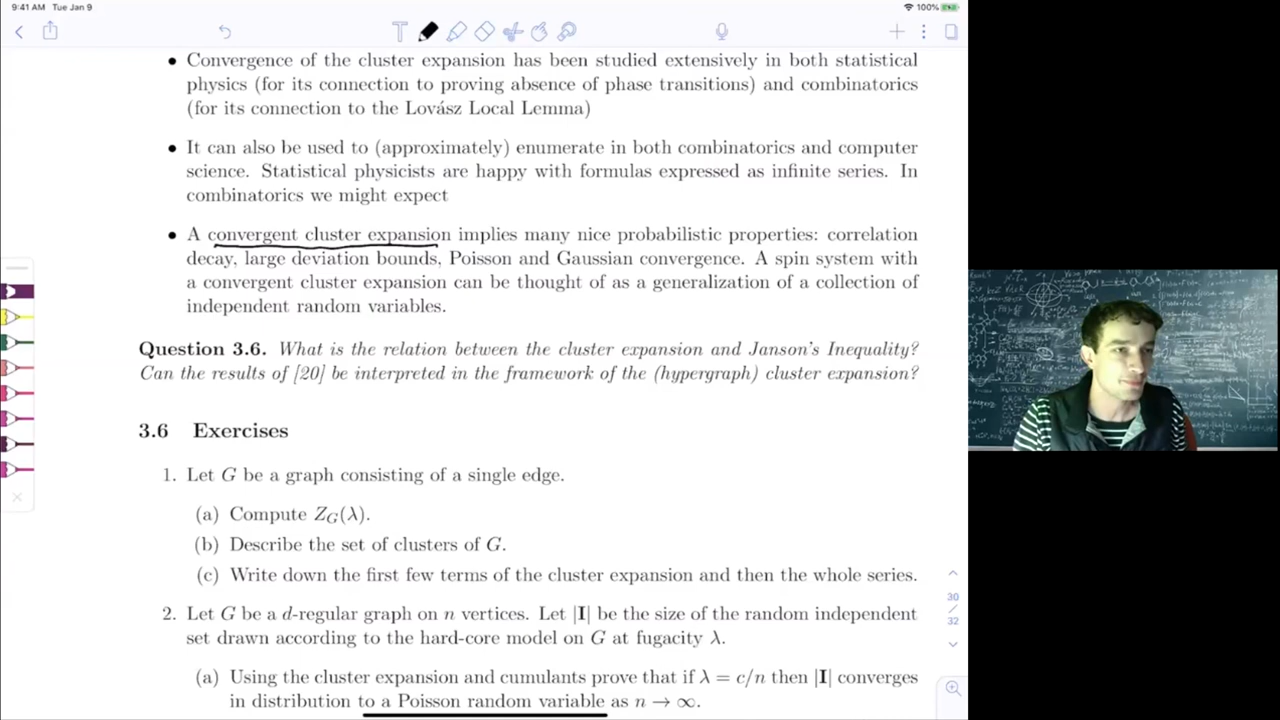 9:41 AM Tue Jan 9
100%
T
• Convergence of the cluster expansion has been studied extensively in both statistical
physics (for its connection to proving absence of phase transitions) and combinatorics
(for its connection to the Lovász Local Lemma)
• It can also be used to (approximately) enumerate in both combinatorics and computer
science. Statistical physicists are happy with formulas expressed as infinite series. In
combinatorics we might expect
• A convergent cluster expansion implies many nice probabilistic properties: correlation
decay, large deviation bounds, Poisson and Gaussian convergence. A spin system with
a convergent cluster expansion can be thought of as a generalization of a collection of
independent random variables.
Question 3.6. What is the relation between the cluster expansion and Janson's Inequality?
Can the results of [20] be interpreted in the framework of the (hypergraph) cluster expansion?
3.6 Exercises
1. Let G be a graph consisting of a single edge.
(a) Compute Z_G(λ).
(b) Describe the set of clusters of G.
(c) Write down the first few terms of the cluster expansion and then the whole series.
2. Let G be a d-regular graph on n vertices. Let |I| be the size of the random independent
set drawn according to the hard-core model on G at fugacity λ.
(a) Using the cluster expansion and cumulants prove that if λ = c/n then |I| converges
in distribution to a Poisson random variable as n → ∞.
30
/
32